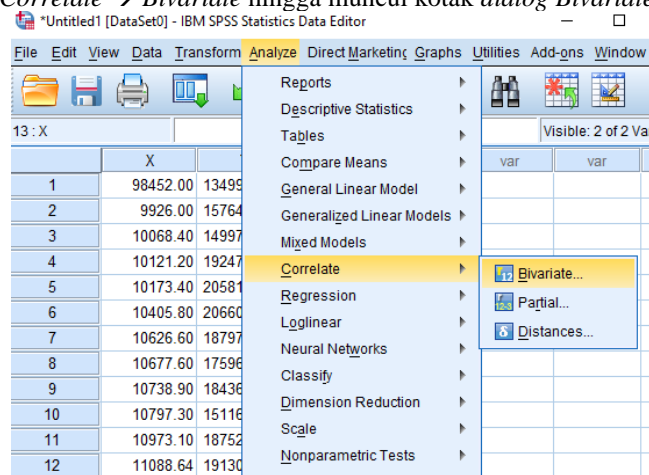 Correlate → Bivariate hingga muncul kotak dialog Bivariate
*Untitled1 [DataSet0] - IBM SPSS Statistics Data Editor
File Edit View Data Transform Analyze Direct Marketing Graphs Utilities Add-ons Window
13 : X Visible: 2 of 2 Va
X var var
1 98452.00 13499
2 9926.00 15764
3 10068.40 14997
4 10121.20 19247
5 10173.40 20581
6 10405.80 20660
7 10626.60 18797
8 10677.60 17596
9 10738.90 18436
10 10797.30 15116
11 10973.10 18752
12 11088.64 19130
Reports
Descriptive Statistics
Tables
Compare Means
General Linear Model
Generalized Linear Models
Mixed Models
Correlate
Regression
Loglinear
Neural Networks
Classify
Dimension Reduction
Scale
Nonparametric Tests
Bivariate...
Partial...
Distances...